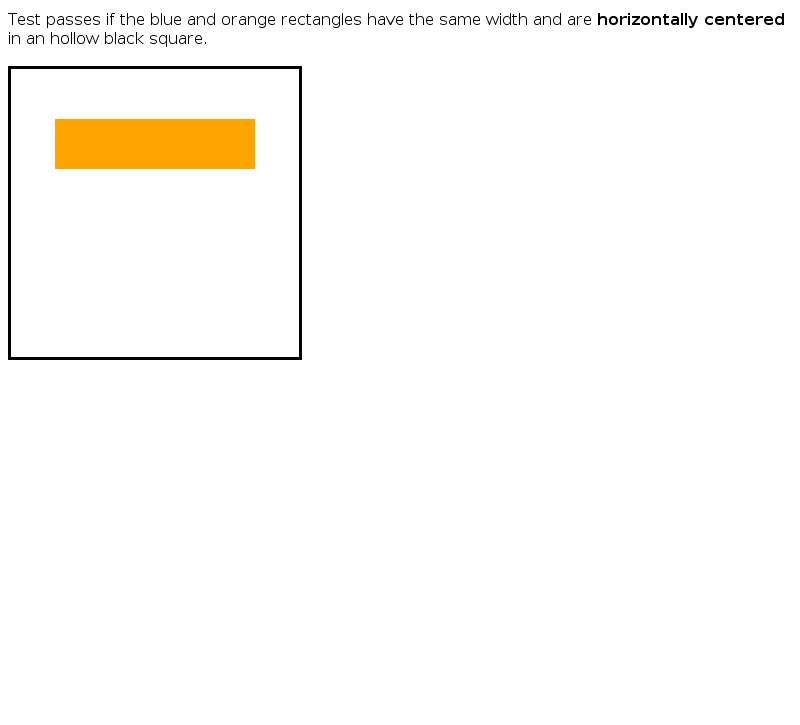 Test passes if the blue and orange rectangles have the same width and are horizontally centered
in an hollow black square.